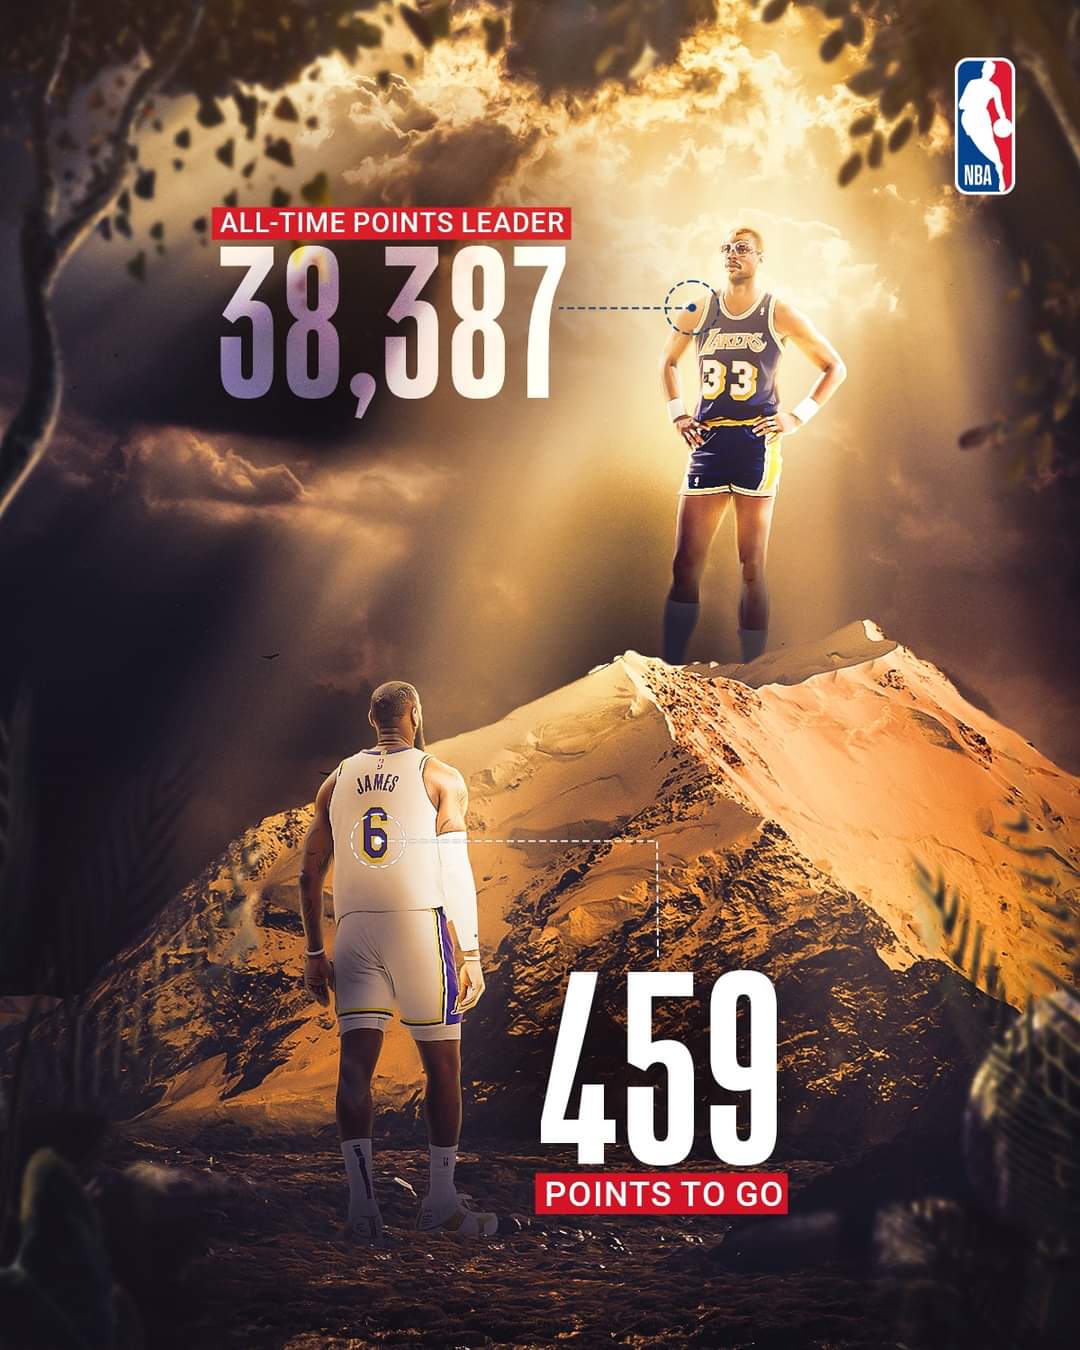 NBA
ALL-TIME POINTS LEADER
38,387
LAKERS
33
JAMES
6
459
POINTS TO GO